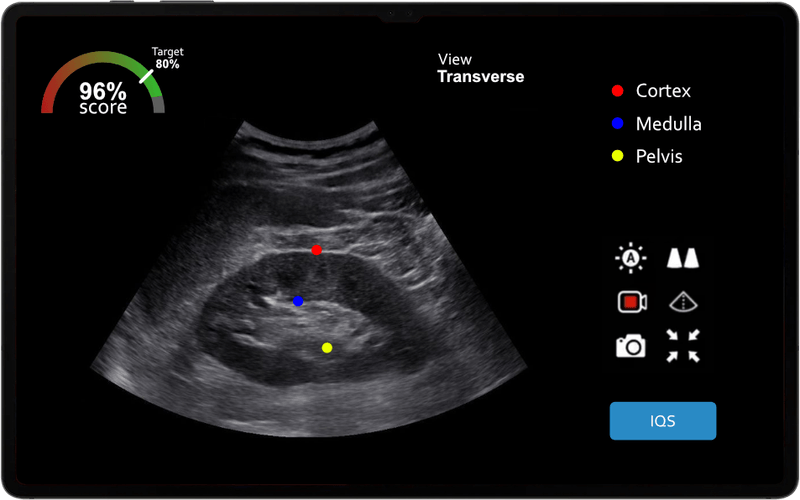 Target
80%
96%
score
View
Transverse
Cortex
Medulla
Pelvis
A
IQS